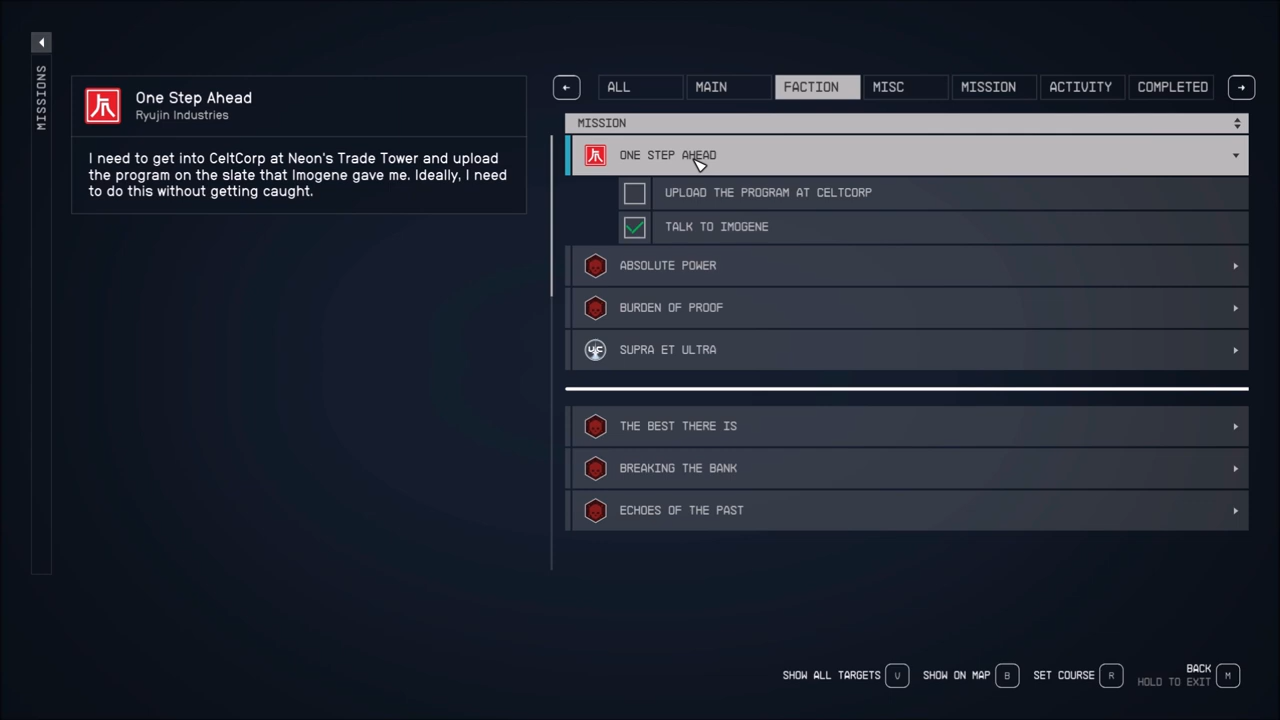 MISSIONS
One Step Ahead
Ryujin Industries
I need to get into CeltCorp at Neon's Trade Tower and upload
the program on the slate that Imogene gave me. Ideally, I need
to do this without getting caught.
ALL
MAIN
FACTION
MISC
MISSION
ACTIVITY
COMPLETED
MISSION
ONE STEP AHEAD
UPLOAD THE PROGRAM AT CELTCORP
TALK TO IMOGENE
ABSOLUTE POWER
BURDEN OF PROOF
UC
SUPRA ET ULTRA
THE BEST THERE IS
BREAKING THE BANK
ECHOES OF THE PAST
SHOW ALL TARGETS V
SHOW ON MAP B
SET COURSE R
BACK M
HOLD TO EXIT